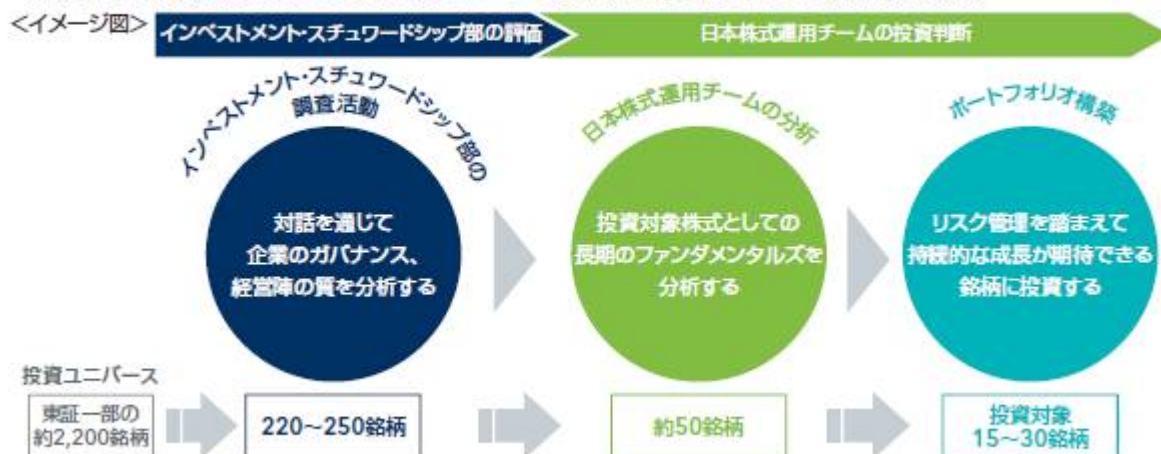 <イメージ図>
インベストメント・スチュワードシップ部の評価
日本株式運用チームの投資判断
インベストメント・スチュワードシップ部の
調査活動
対話を通じて
企業のガバナンス、
経営陣の質を分析する
日本株式運用チームの分析
投資対象株式としての
長期のファンダメンタルズを
分析する
ポートフォリオ構築
リスク管理を踏まえて
持続的な成長が期待できる
銘柄に投資する
投資ユニバース
東証一部の
約2,200銘柄
220～250銘柄
約50銘柄
投資対象
15～30銘柄